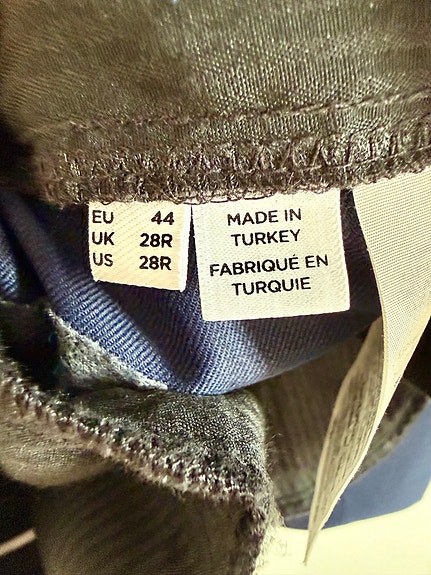 EU 44
UK 28R
US 28R
MADE IN
TURKEY
FABRIQUÉ EN
TURQUIE